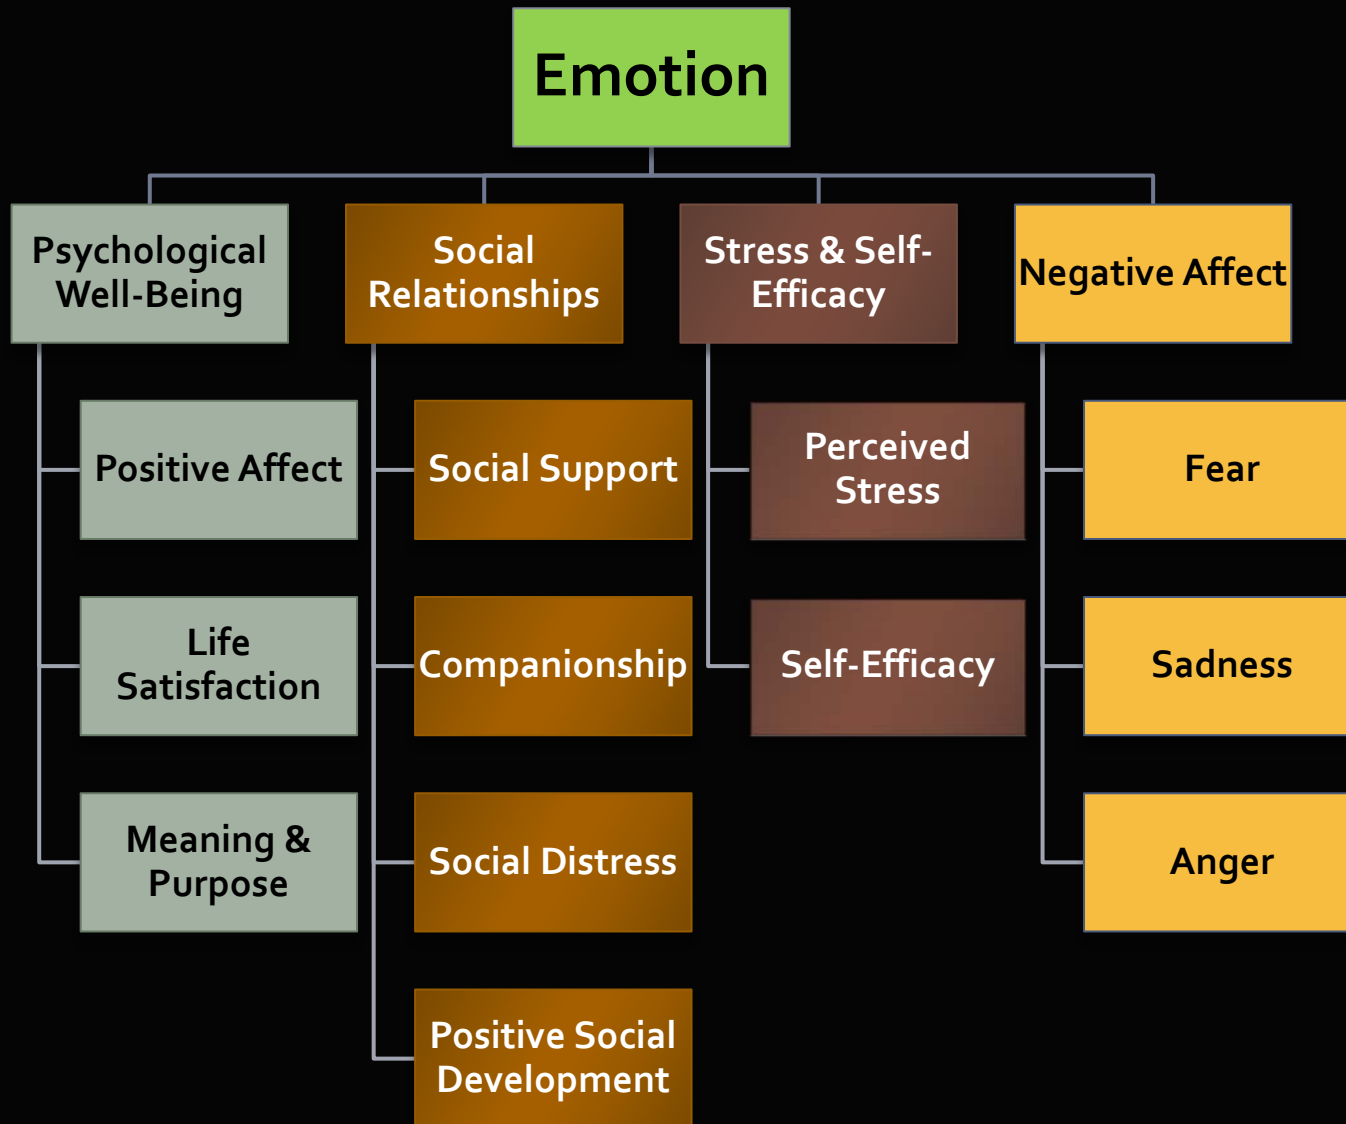 Emotion
Psychological
Well-Being
Social
Relationships
Stress & Self-
Efficacy
Negative Affect
Positive Affect
Social Support
Perceived
Stress
Fear
Life
Satisfaction
Companionship
Self-Efficacy
Sadness
Meaning &
Purpose
Social Distress
Anger
Positive Social
Development